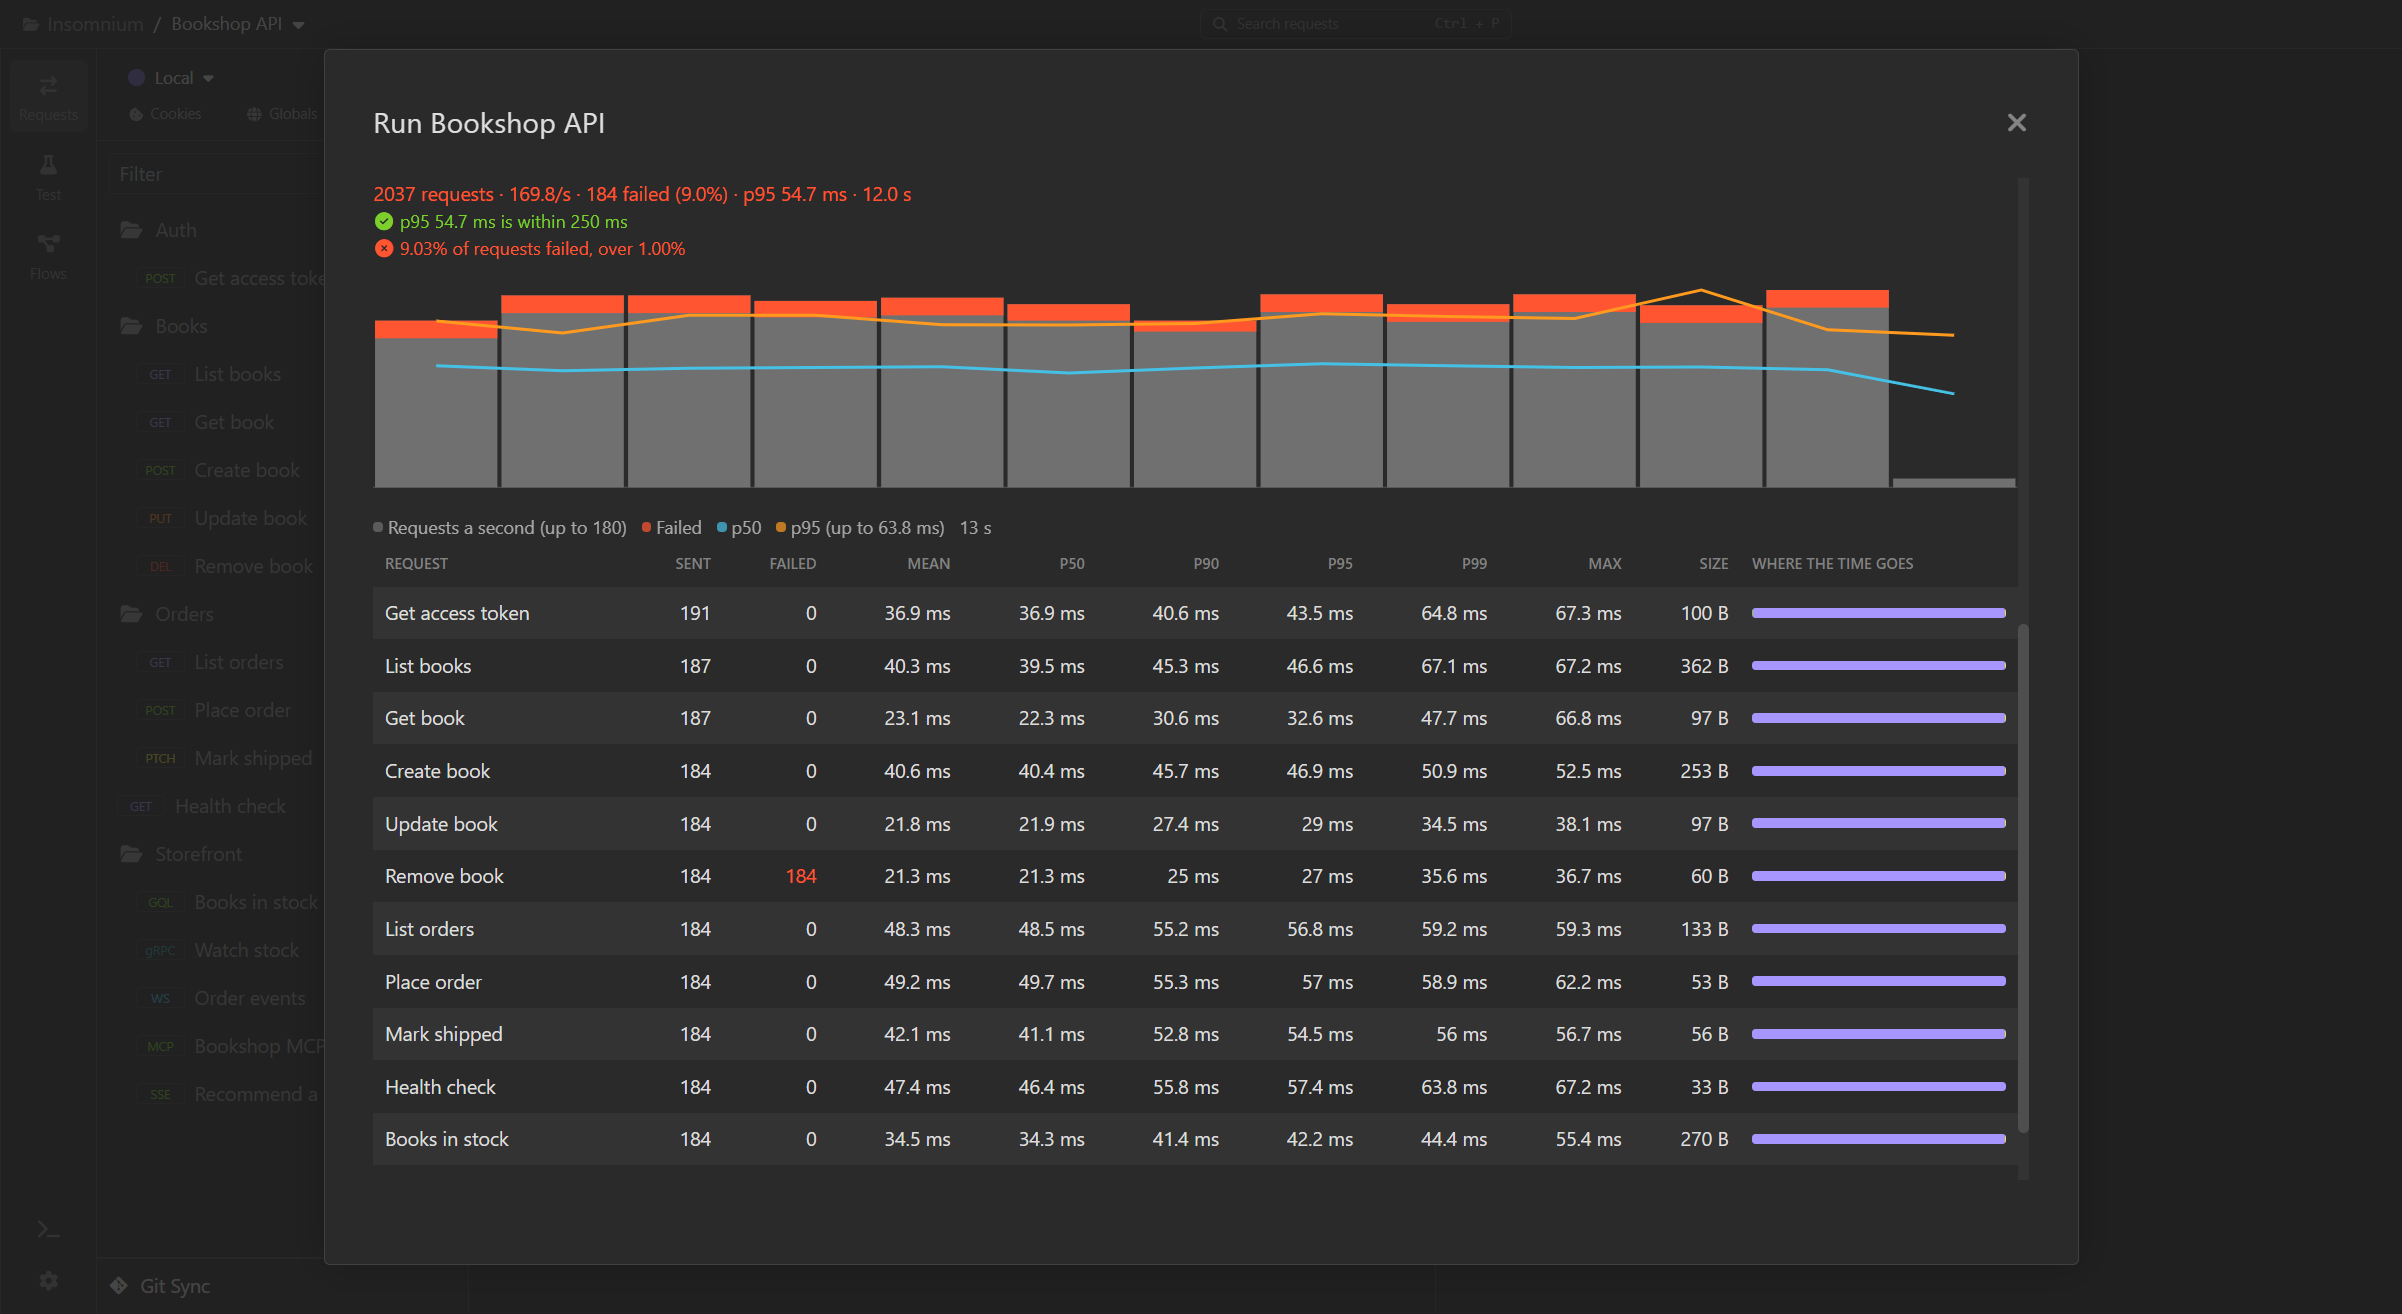 Insomnium / Bookshop API
Search requests Ctrl + P
Requests
Test
Flows
Local
Cookies Globals
Filter
Auth
POST Get access toke
Books
GET List books
GET Get book
POST Create book
PUT Update book
DEL Remove book
Orders
GET List orders
POST Place order
PTCH Mark shipped
GET Health check
Storefront
GQL Books in stock
gRPC Watch stock
WS Order events
MCP Bookshop MCP
SSE Recommend a
Git Sync
Run Bookshop API
2037 requests · 169.8/s · 184 failed (9.0%) · p95 54.7 ms · 12.0 s
p95 54.7 ms is within 250 ms
9.03% of requests failed, over 1.00%
Requests a second (up to 180) Failed p50 p95 (up to 63.8 ms) 13 s
REQUEST SENT FAILED MEAN P50 P90 P95 P99 MAX SIZE WHERE THE TIME GOES
Get access token 191 0 36.9 ms 36.9 ms 40.6 ms 43.5 ms 64.8 ms 67.3 ms 100 B
List books 187 0 40.3 ms 39.5 ms 45.3 ms 46.6 ms 67.1 ms 67.2 ms 362 B
Get book 187 0 23.1 ms 22.3 ms 30.6 ms 32.6 ms 47.7 ms 66.8 ms 97 B
Create book 184 0 40.6 ms 40.4 ms 45.7 ms 46.9 ms 50.9 ms 52.5 ms 253 B
Update book 184 0 21.8 ms 21.9 ms 27.4 ms 29 ms 34.5 ms 38.1 ms 97 B
Remove book 184 184 21.3 ms 21.3 ms 25 ms 27 ms 35.6 ms 36.7 ms 60 B
List orders 184 0 48.3 ms 48.5 ms 55.2 ms 56.8 ms 59.2 ms 59.3 ms 133 B
Place order 184 0 49.2 ms 49.7 ms 55.3 ms 57 ms 58.9 ms 62.2 ms 53 B
Mark shipped 184 0 42.1 ms 41.1 ms 52.8 ms 54.5 ms 56 ms 56.7 ms 56 B
Health check 184 0 47.4 ms 46.4 ms 55.8 ms 57.4 ms 63.8 ms 67.2 ms 33 B
Books in stock 184 0 34.5 ms 34.3 ms 41.4 ms 42.2 ms 44.4 ms 55.4 ms 270 B